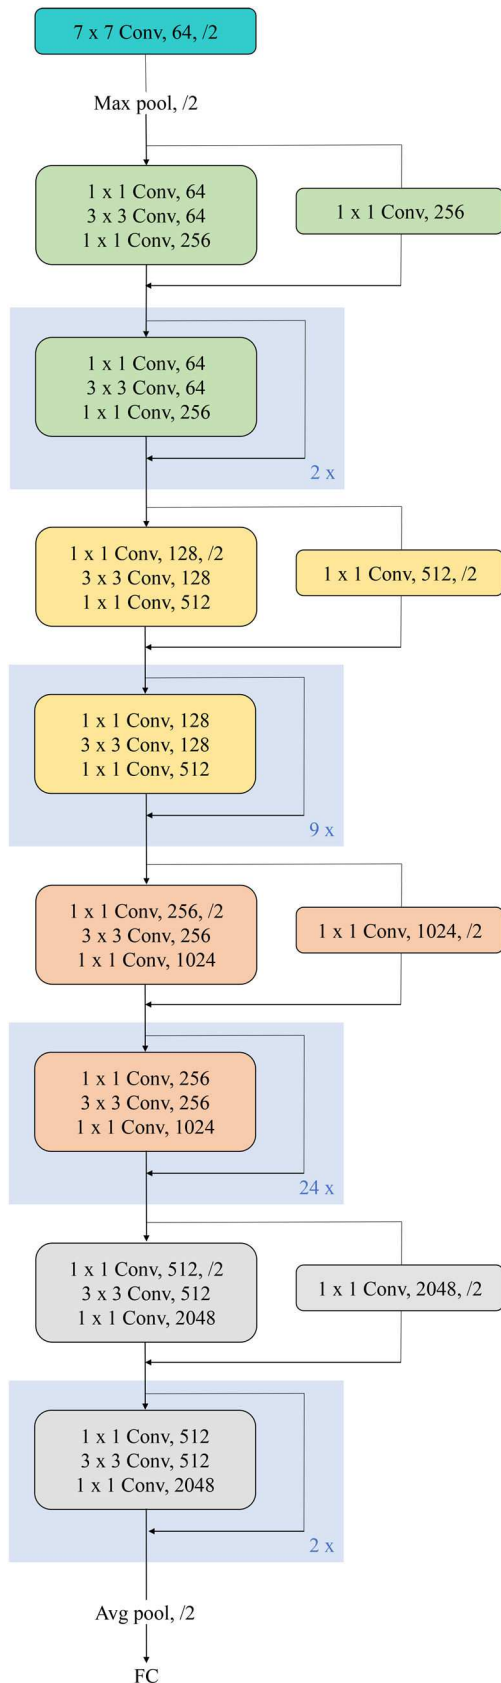 7 x 7 Conv, 64, /2
Max pool, /2
1 x 1 Conv, 64
3 x 3 Conv, 64
1 x 1 Conv, 256
1 x 1 Conv, 256
1 x 1 Conv, 64
3 x 3 Conv, 64
1 x 1 Conv, 256
2 x
1 x 1 Conv, 128, /2
3 x 3 Conv, 128
1 x 1 Conv, 512
1 x 1 Conv, 512, /2
1 x 1 Conv, 128
3 x 3 Conv, 128
1 x 1 Conv, 512
9 x
1 x 1 Conv, 256, /2
3 x 3 Conv, 256
1 x 1 Conv, 1024
1 x 1 Conv, 1024, /2
1 x 1 Conv, 256
3 x 3 Conv, 256
1 x 1 Conv, 1024
24 x
1 x 1 Conv, 512, /2
3 x 3 Conv, 512
1 x 1 Conv, 2048
1 x 1 Conv, 2048, /2
1 x 1 Conv, 512
3 x 3 Conv, 512
1 x 1 Conv, 2048
2 x
Avg pool, /2
FC